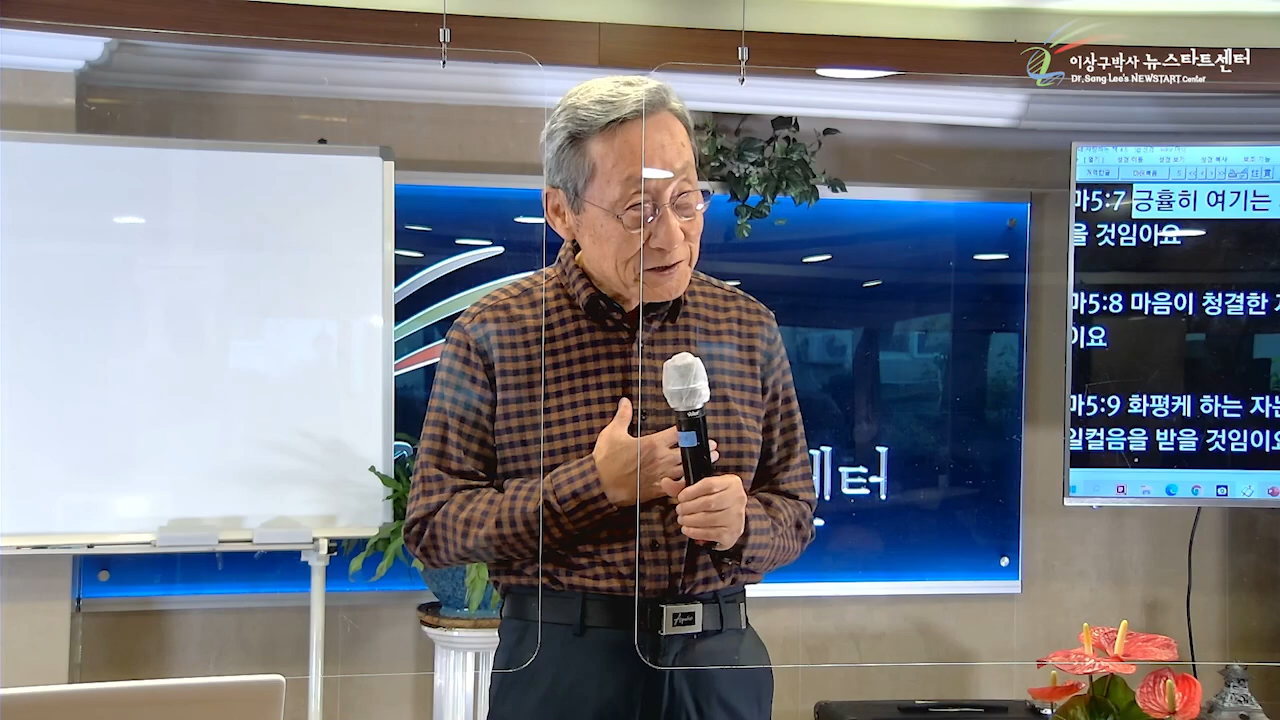 이상구박사 뉴스타트센터
Dr. Sang Lee's NEWSTART Center
마5:7 긍휼히 여기는
을 것임이요
마5:8 마음이 청결한
이요
마5:9 화평케 하는 자는
일컬음을 받을 것임이요
센터